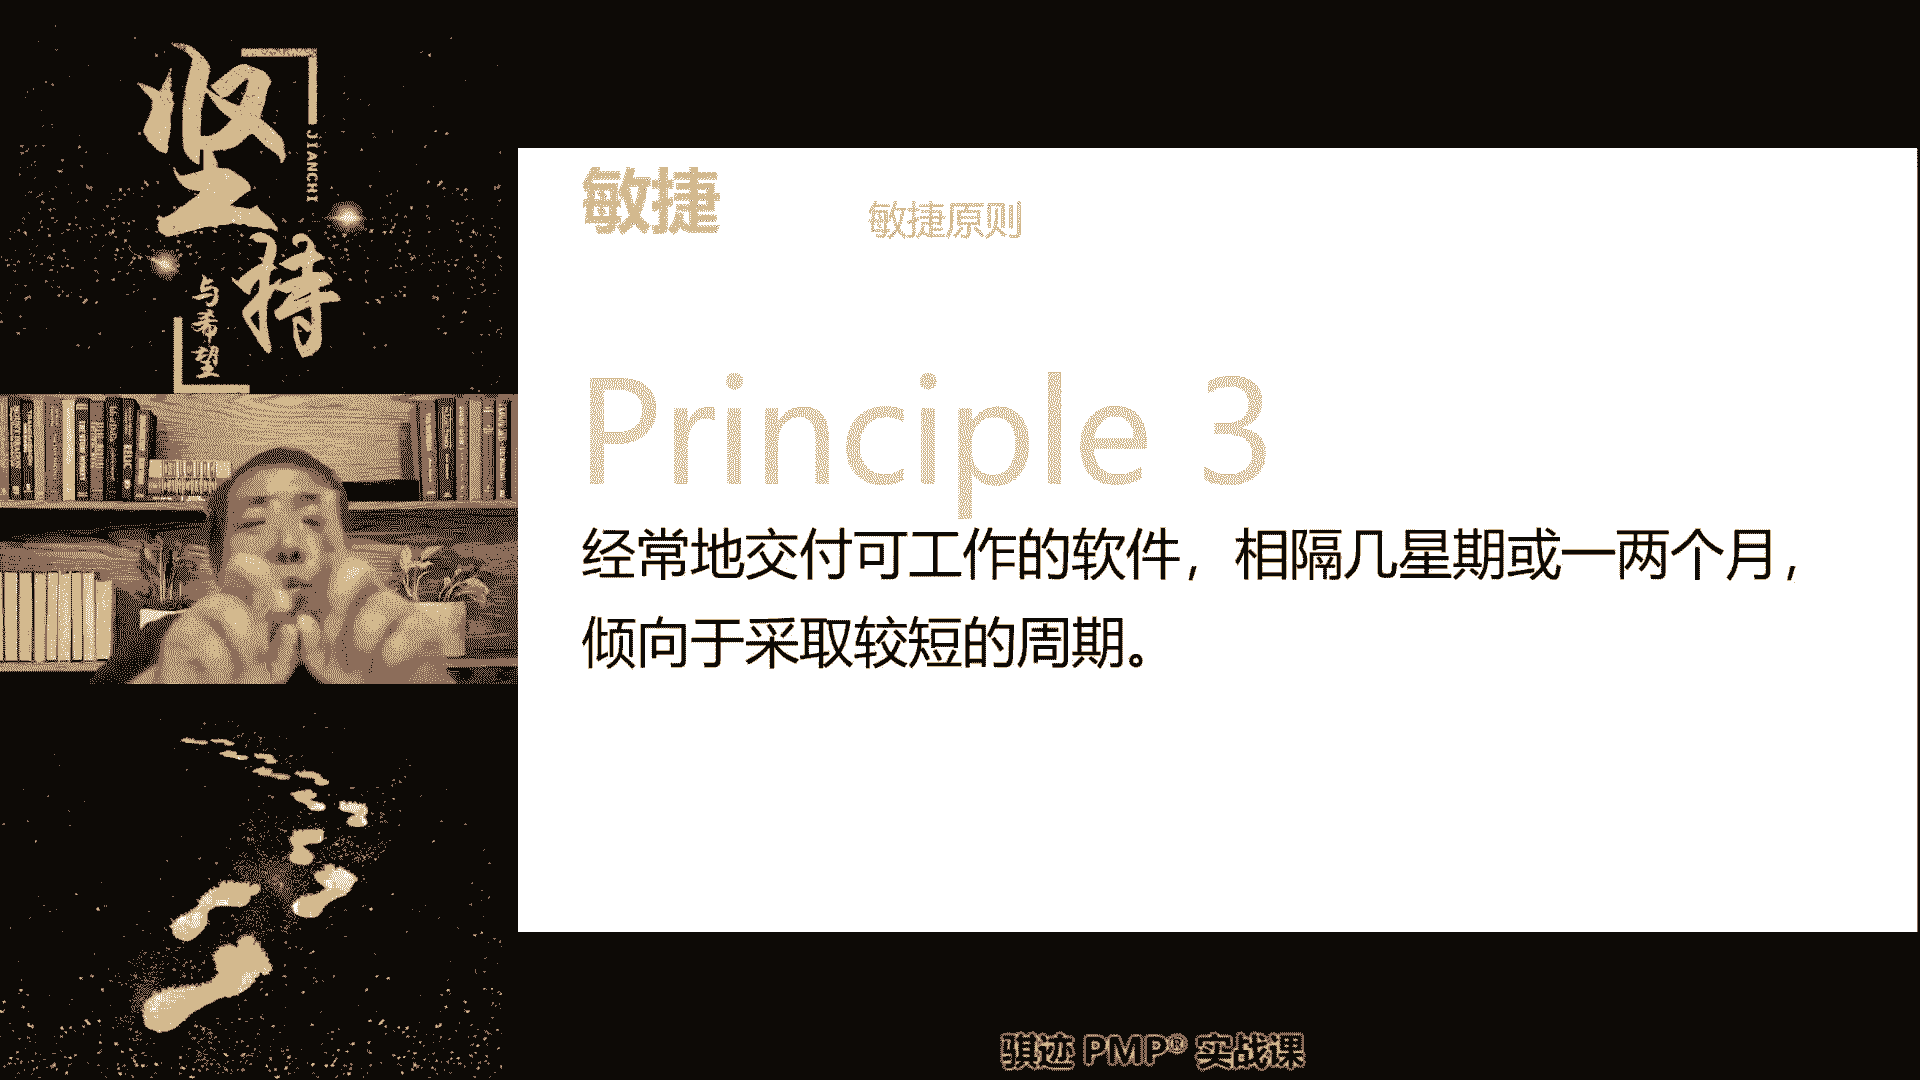 坚持
JIANCHI
与希望
敏捷
敏捷原则
Principle 3
经常地交付可工作的软件，相隔几星期或一两个月，
倾向于采取较短的周期。
骐迹 PMP® 实战课